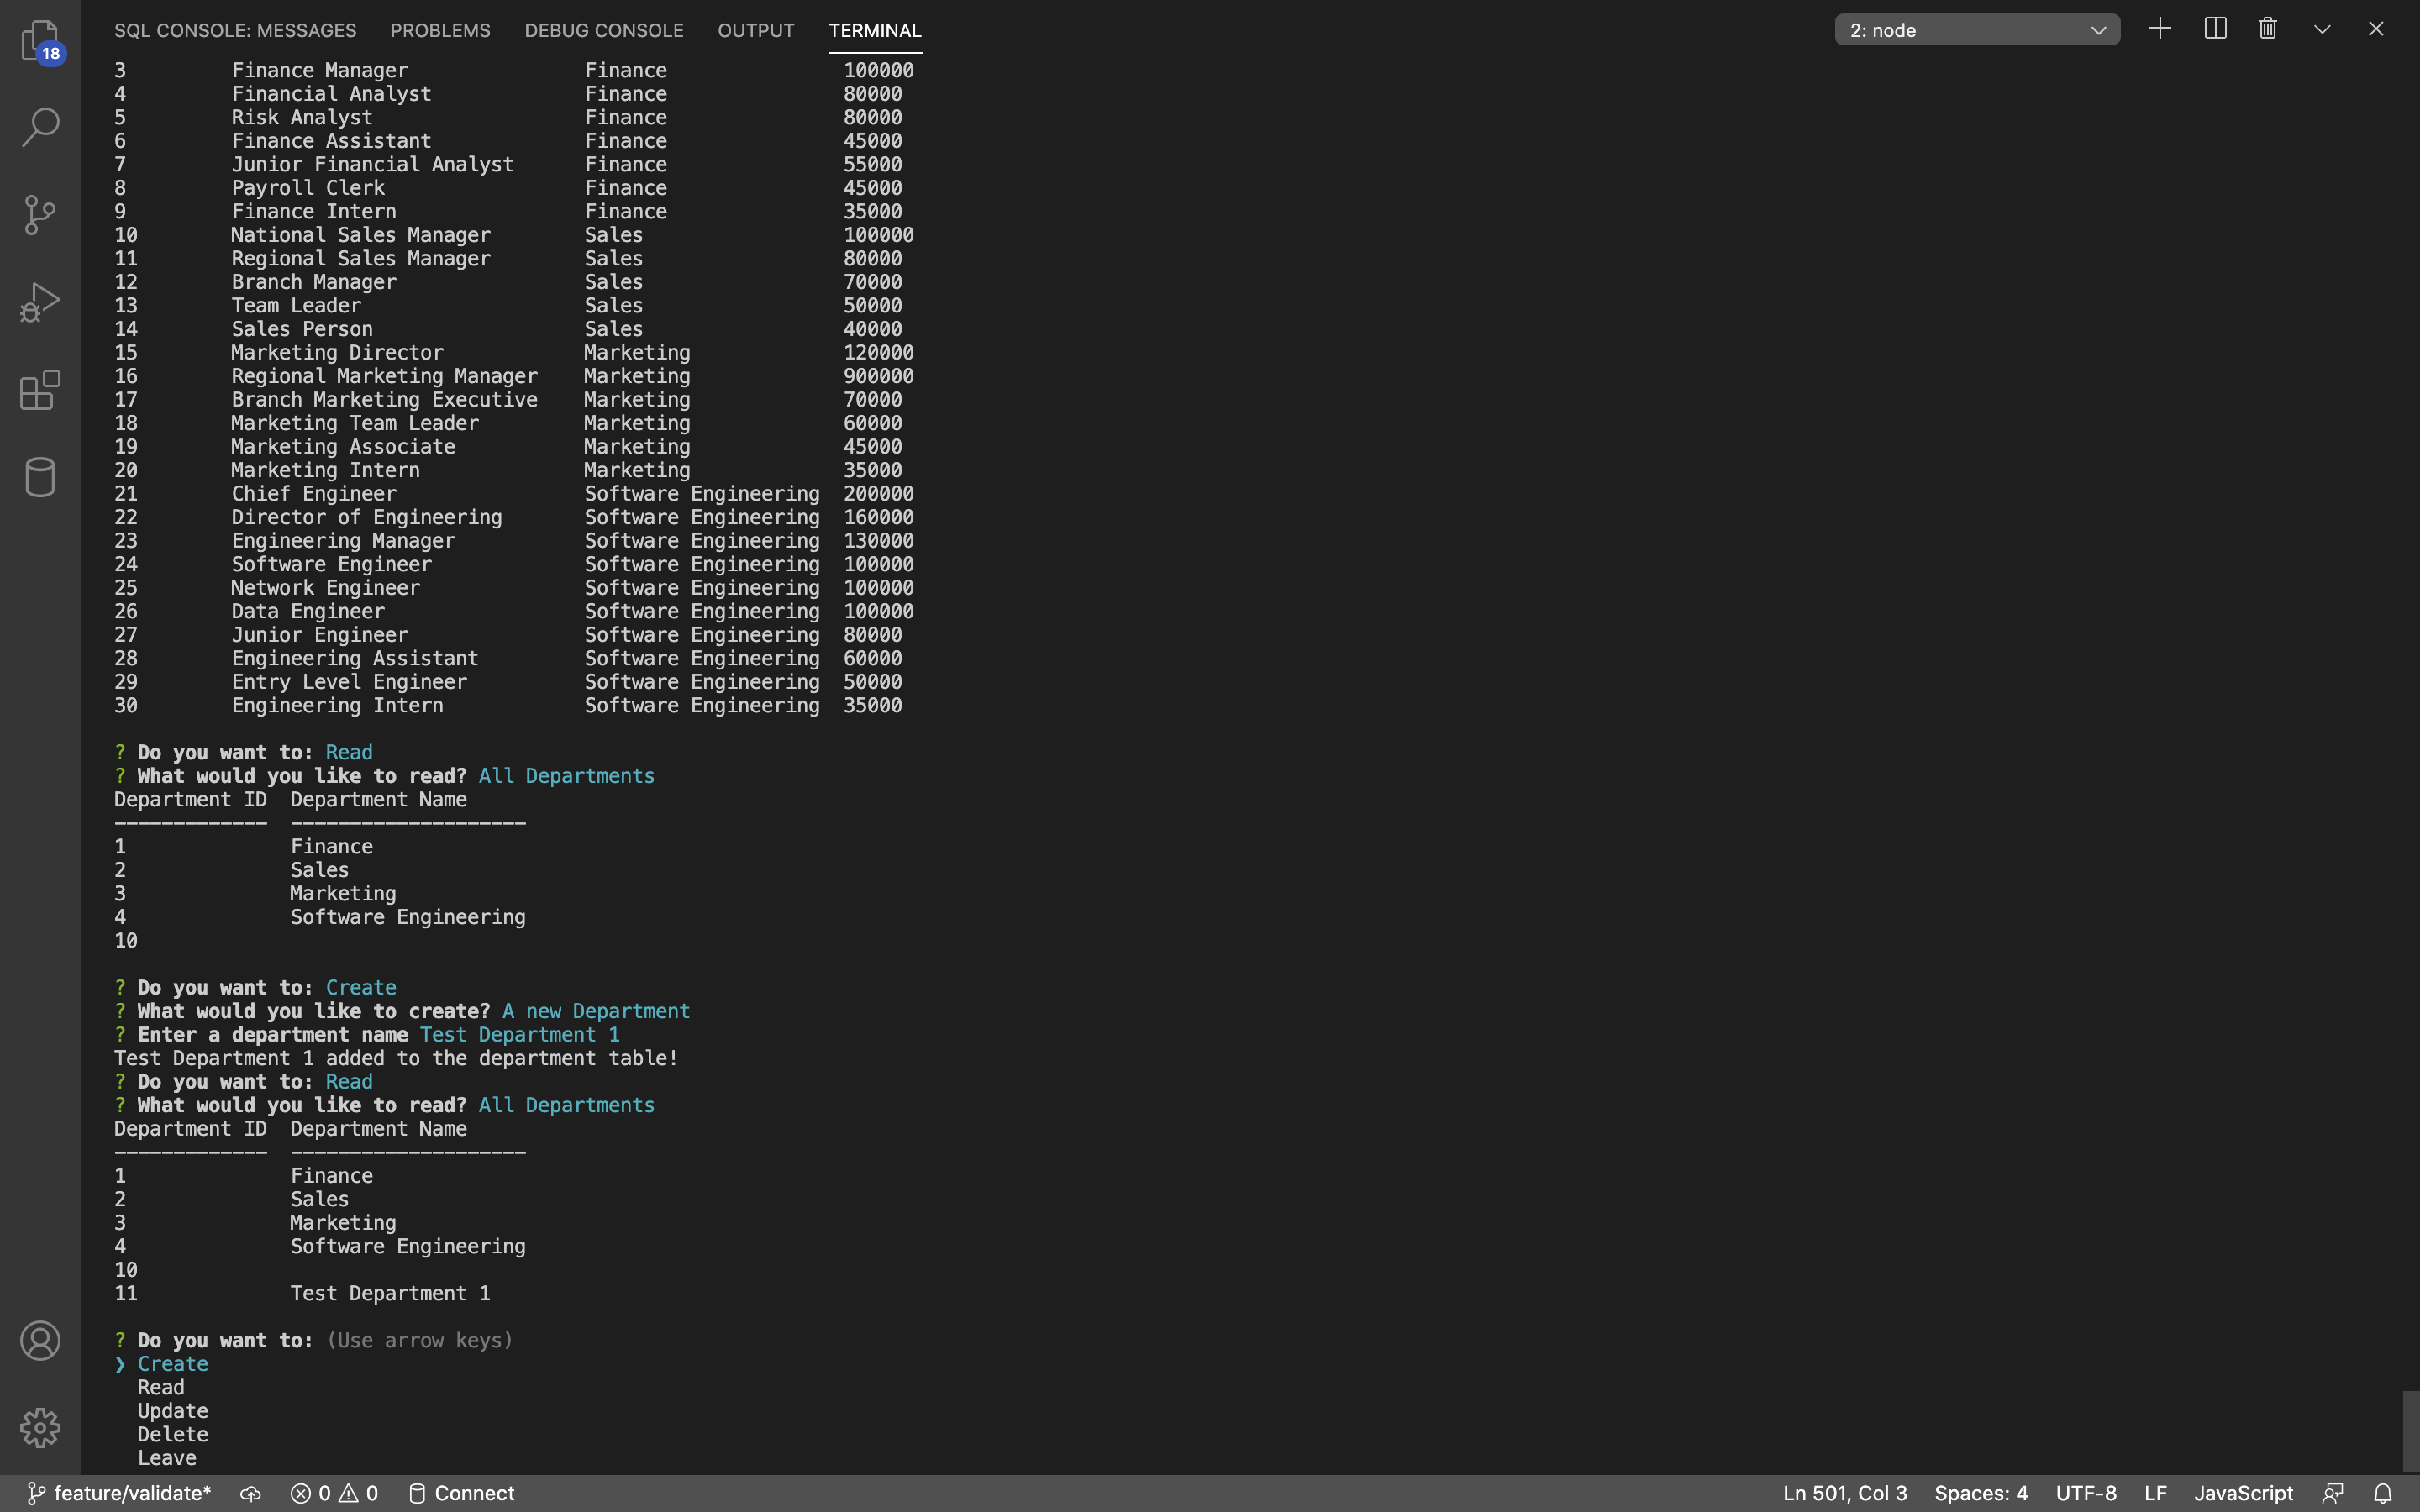 SQL CONSOLE: MESSAGES PROBLEMS DEBUG CONSOLE OUTPUT TERMINAL 2: node
18
3 Finance Manager Finance 100000
4 Financial Analyst Finance 80000
5 Risk Analyst Finance 80000
6 Finance Assistant Finance 45000
7 Junior Financial Analyst Finance 55000
8 Payroll Clerk Finance 45000
9 Finance Intern Finance 35000
10 National Sales Manager Sales 100000
11 Regional Sales Manager Sales 80000
12 Branch Manager Sales 70000
13 Team Leader Sales 50000
14 Sales Person Sales 40000
15 Marketing Director Marketing 120000
16 Regional Marketing Manager Marketing 900000
17 Branch Marketing Executive Marketing 70000
18 Marketing Team Leader Marketing 60000
19 Marketing Associate Marketing 45000
20 Marketing Intern Marketing 35000
21 Chief Engineer Software Engineering 200000
22 Director of Engineering Software Engineering 160000
23 Engineering Manager Software Engineering 130000
24 Software Engineer Software Engineering 100000
25 Network Engineer Software Engineering 100000
26 Data Engineer Software Engineering 100000
27 Junior Engineer Software Engineering 80000
28 Engineering Assistant Software Engineering 60000
29 Entry Level Engineer Software Engineering 50000
30 Engineering Intern Software Engineering 35000
? Do you want to: Read
? What would you like to read? All Departments
Department ID Department Name
------------- --------------------
1 Finance
2 Sales
3 Marketing
4 Software Engineering
10
? Do you want to: Create
? What would you like to create? A new Department
? Enter a department name Test Department 1
Test Department 1 added to the department table!
? Do you want to: Read
? What would you like to read? All Departments
Department ID Department Name
------------- --------------------
1 Finance
2 Sales
3 Marketing
4 Software Engineering
10
11 Test Department 1
? Do you want to: (Use arrow keys)
❯ Create
Read
Update
Delete
Leave
feature/validate* 0 0 Connect Ln 501, Col 3 Spaces: 4 UTF-8 LF JavaScript